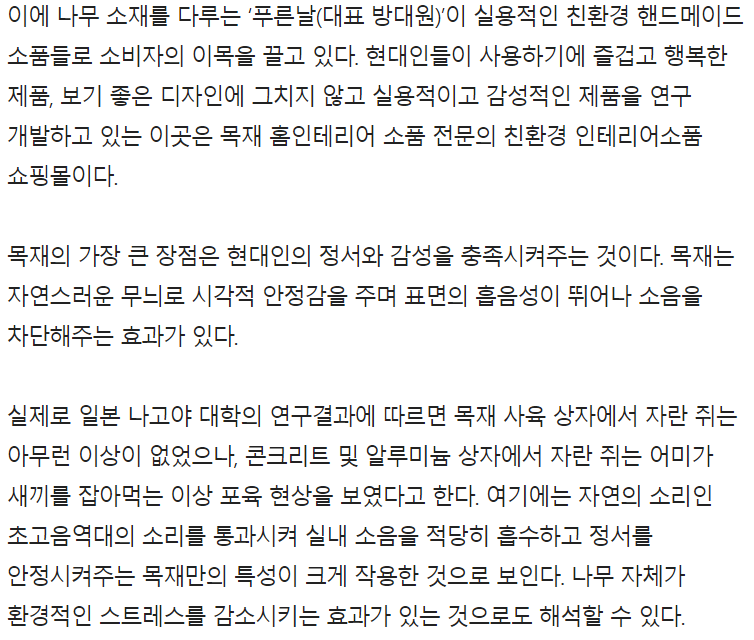 이에 나무 소재를 다루는 ‘푸른날(대표 방대원)’이 실용적인 친환경 핸드메이드
소품들로 소비자의 이목을 끌고 있다. 현대인들이 사용하기에 즐겁고 행복한
제품, 보기 좋은 디자인에 그치지 않고 실용적이고 감성적인 제품을 연구
개발하고 있는 이곳은 목재 홈인테리어 소품 전문의 친환경 인테리어소품
쇼핑몰이다.
목재의 가장 큰 장점은 현대인의 정서와 감성을 충족시켜주는 것이다. 목재는
자연스러운 무늬로 시각적 안정감을 주며 표면의 흡음성이 뛰어나 소음을
차단해주는 효과가 있다.
실제로 일본 나고야 대학의 연구결과에 따르면 목재 사육 상자에서 자란 쥐는
아무런 이상이 없었으나, 콘크리트 및 알루미늄 상자에서 자란 쥐는 어미가
새끼를 잡아먹는 이상 포육 현상을 보였다고 한다. 여기에는 자연의 소리인
초고음역대의 소리를 통과시켜 실내 소음을 적당히 흡수하고 정서를
안정시켜주는 목재만의 특성이 크게 작용한 것으로 보인다. 나무 자체가
환경적인 스트레스를 감소시키는 효과가 있는 것으로도 해석할 수 있다.